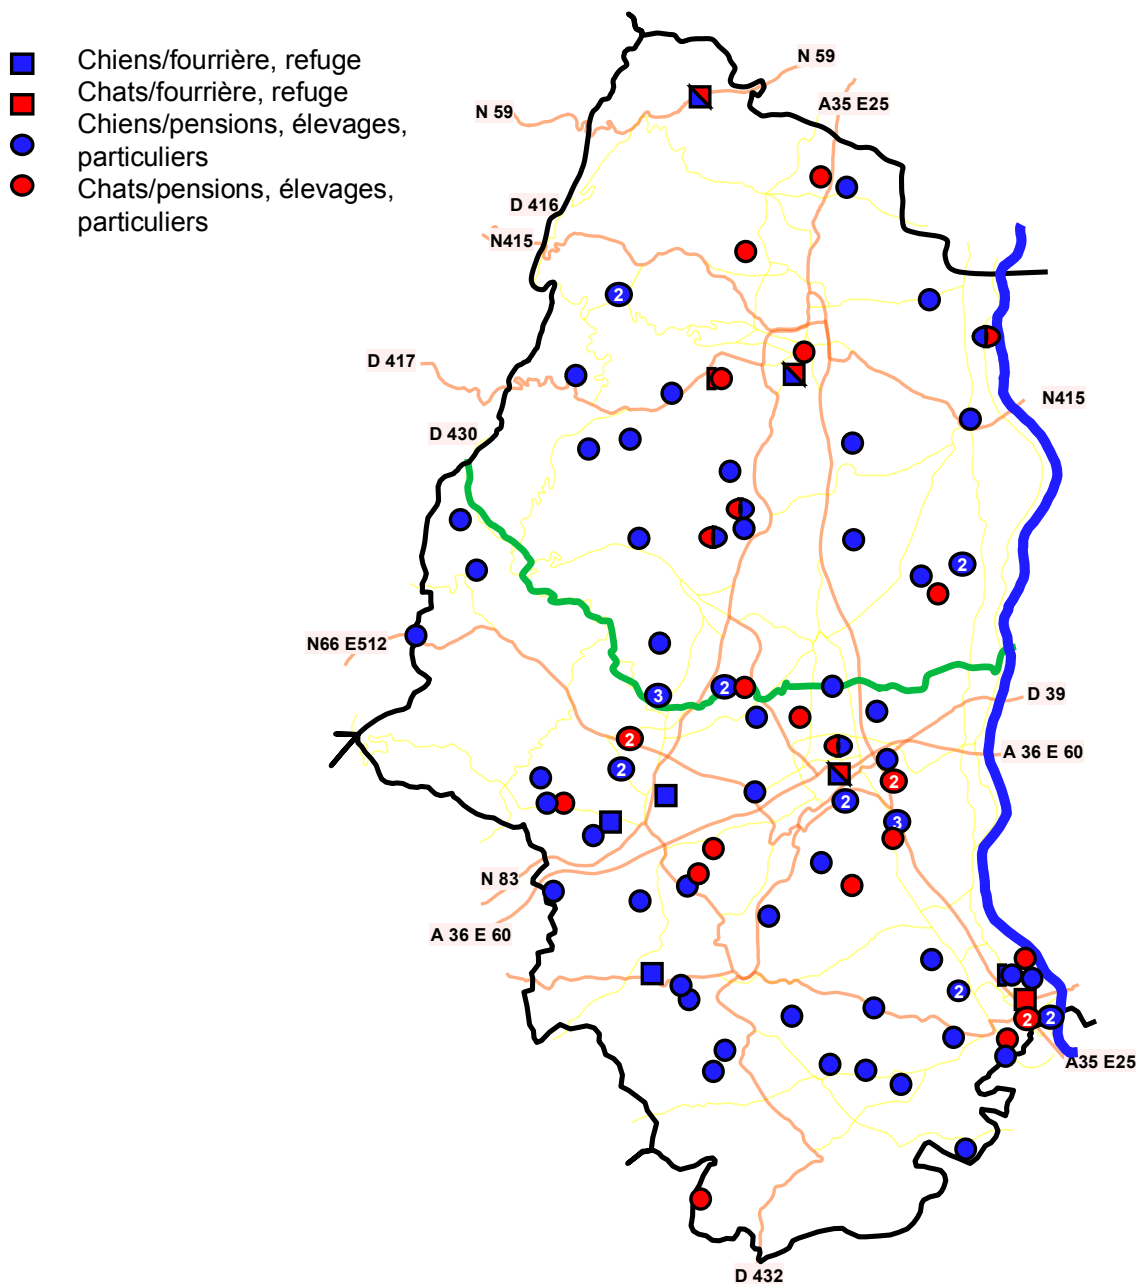 Chiens/fourrière, refuge
Chats/fourrière, refuge
Chiens/pensions, élevages,
particuliers
Chats/pensions, élevages,
particuliers
N 59
A35 E25
N 59
D 416
N415
2
D 417
N415
D 430
2
N66 E512
3
2
D 39
2
A 36 E 60
2
2
2
3
N 83
A 36 E 60
2
2
2
A35 E25
D 432